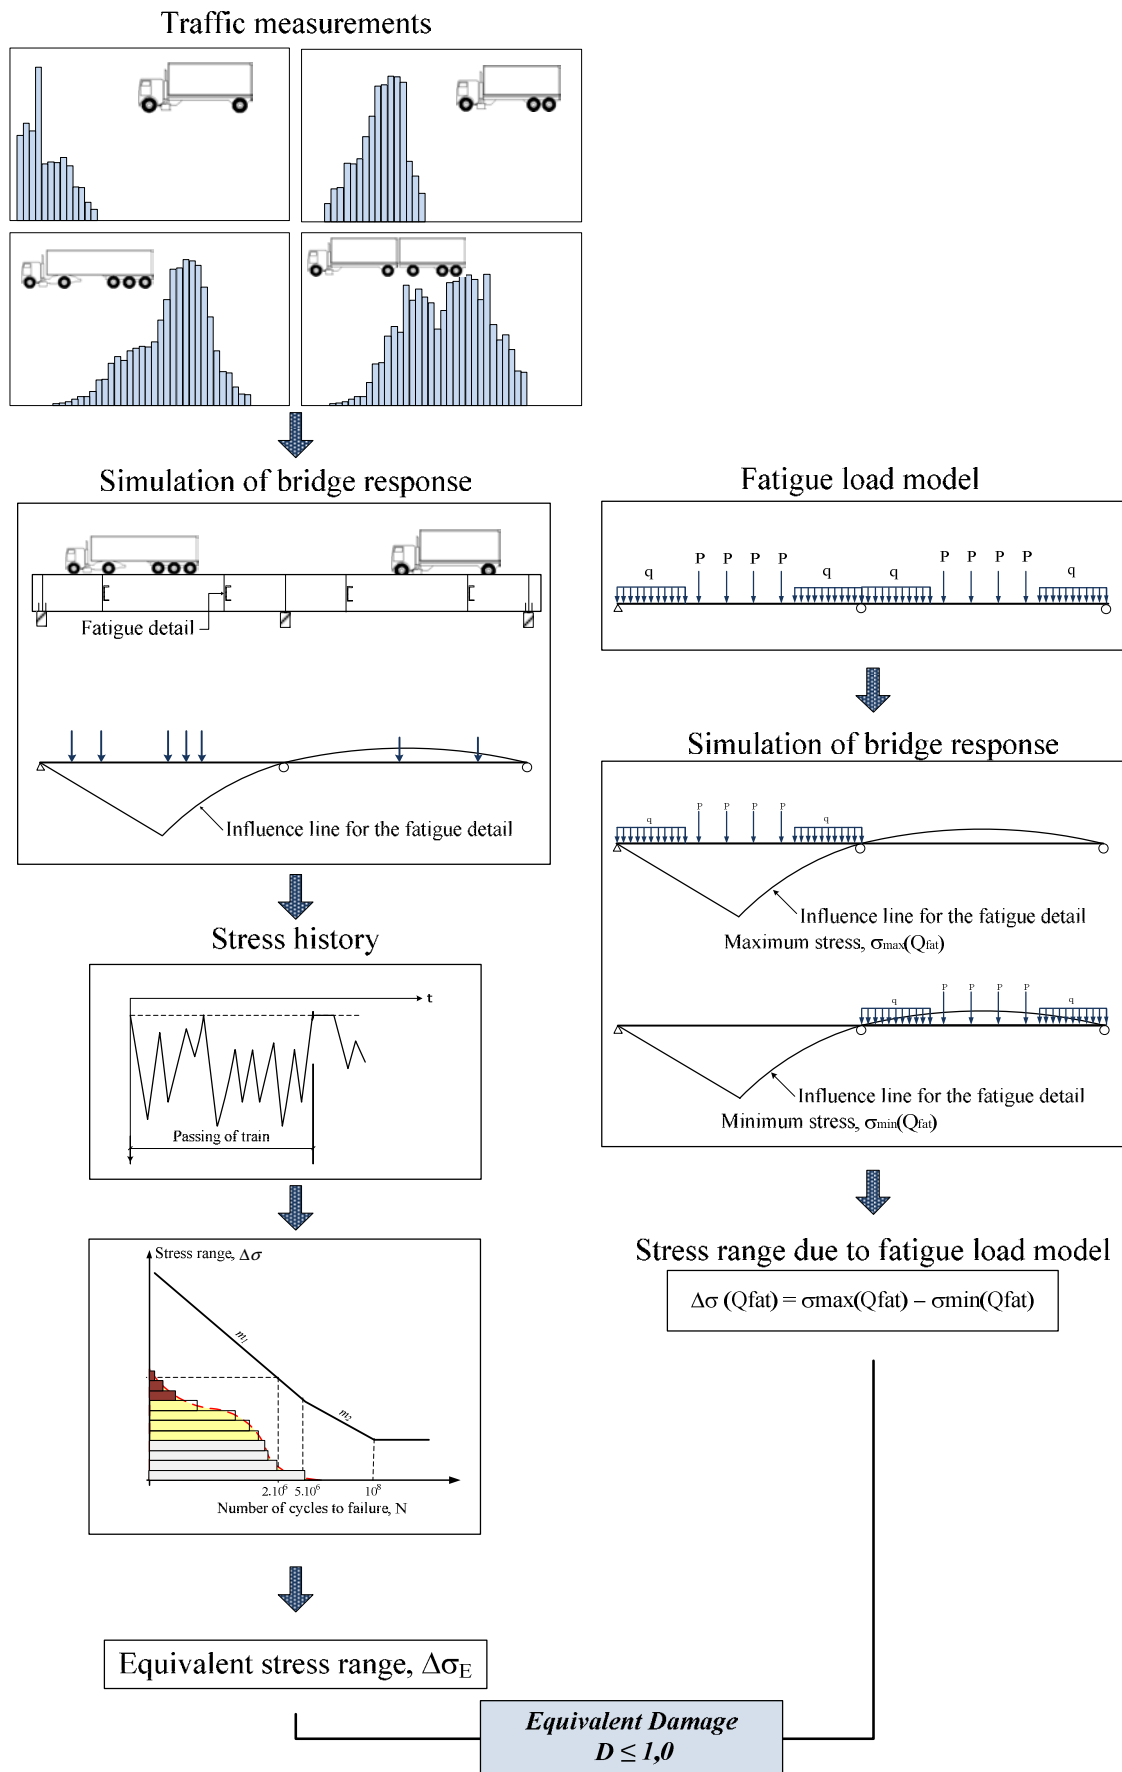 Traffic measurements
Simulation of bridge response
Fatigue detail
Influence line for the fatigue detail
Stress history
t
Passing of train
Stress range, Δσ
m1
m2
2.10⁶ 5.10⁶ 10⁸
Number of cycles to failure, N
Equivalent stress range, ΔσE
Fatigue load model
P P P P P P P P
q q q q
Simulation of bridge response
P P P P
q q
Influence line for the fatigue detail
Maximum stress, σmax(Qfat)
P P P P
q q
Influence line for the fatigue detail
Minimum stress, σmin(Qfat)
Stress range due to fatigue load model
Δσ (Qfat) = σmax(Qfat) – σmin(Qfat)
Equivalent Damage
D ≤ 1,0